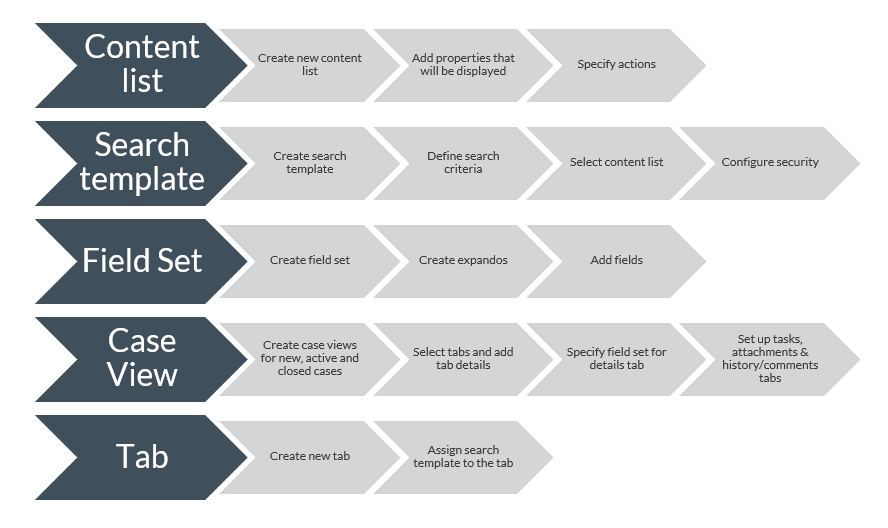 Content
list
Create new content
list
Add properties that
will be displayed
Specify actions
Search
template
Create search
template
Define search
criteria
Select content list
Configure security
Field Set
Create field set
Create expandos
Add fields
Case
View
Create case views
for new, active and
closed cases
Select tabs and add
tab details
Specify field set for
details tab
Set up tasks,
attachments &
history/comments
tabs
Tab
Create new tab
Assign search
template to the tab